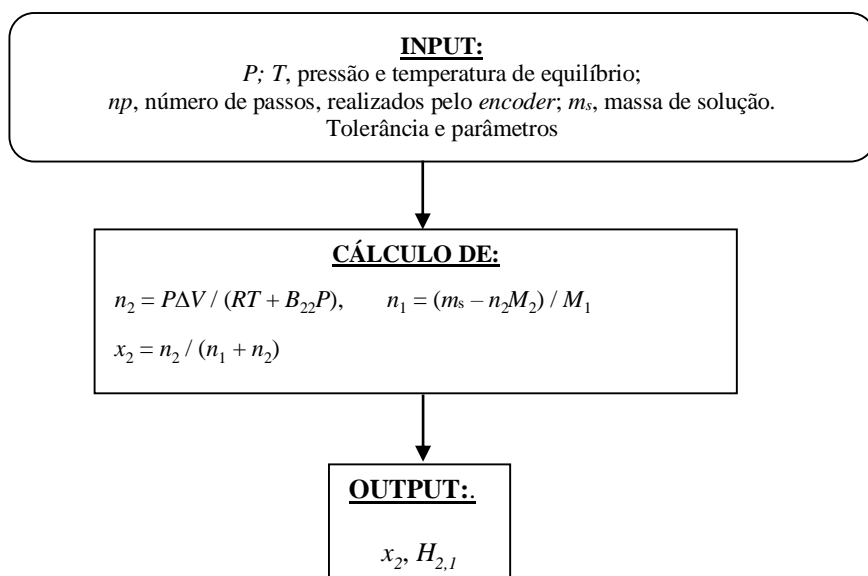 INPUT:
P; T, pressão e temperatura de equilíbrio;
np, número de passos, realizados pelo encoder; mₛ, massa de solução.
Tolerância e parâmetros
CÁLCULO DE:
n₂ = PΔV / (RT + B₂₂P), n₁ = (mₛ – n₂M₂) / M₁
x₂ = n₂ / (n₁ + n₂)
OUTPUT:.
x₂, H₂,₁